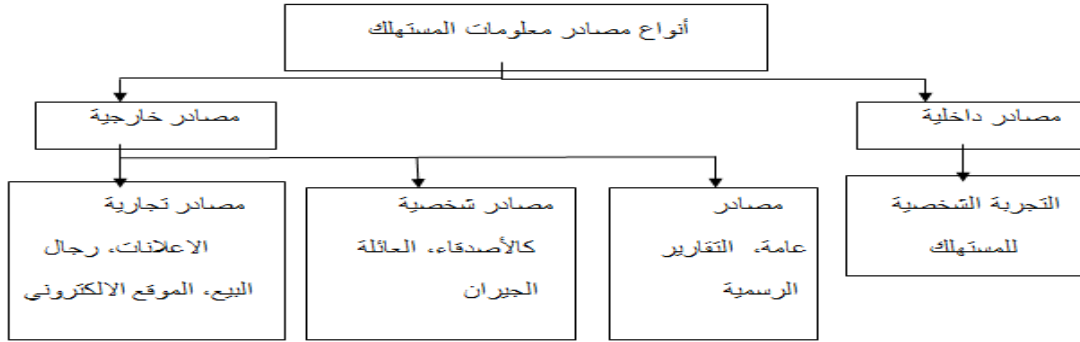 أنواع مصادر معلومات المستهلك
مصادر داخلية
مصادر خارجية
التجربة الشخصية
للمستهلك
مصادر
عامة، التقارير
الرسمية
مصادر شخصية
كالأصدقاء، العائلة
الجيران
مصادر تجارية
الاعلانات، رجال
البيع، الموقع الالكتروني